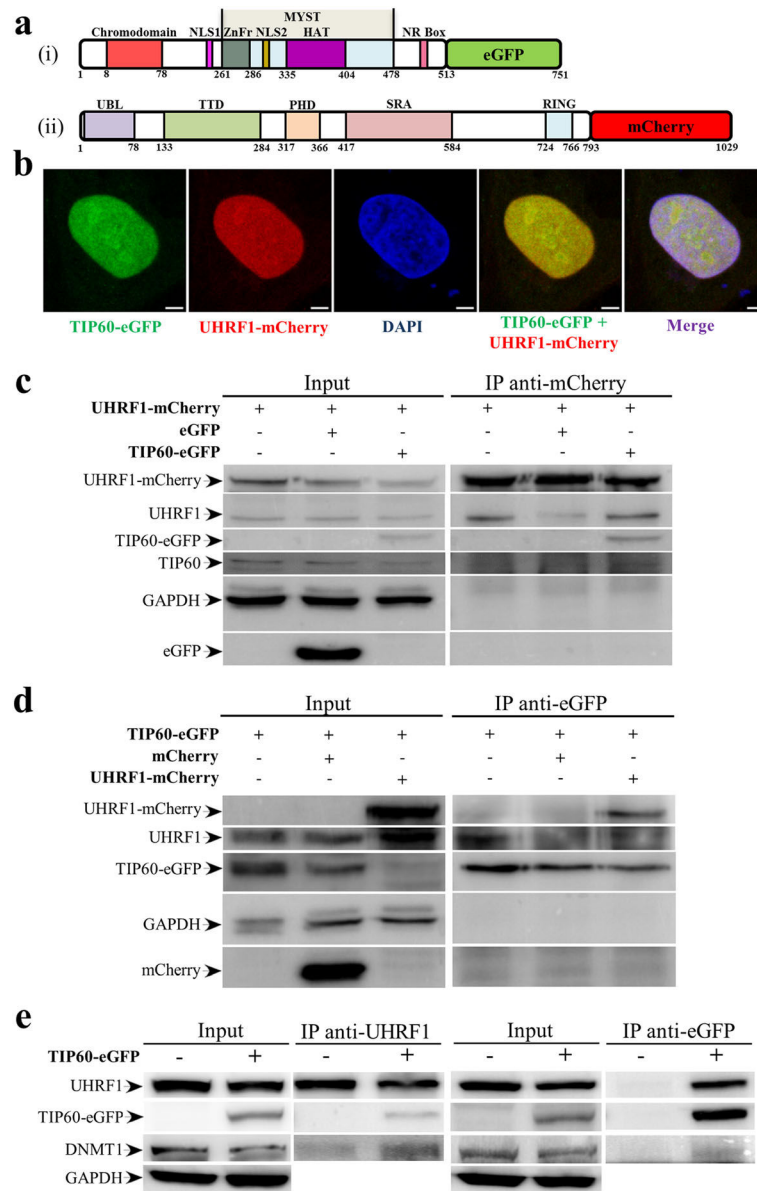 a
MYST
Chromodomain NLS1 ZnFr NLS2 HAT NR Box
(i) eGFP
1 8 78 261 286 335 404 478 513 751
UBL TTD PHD SRA RING
(ii) mCherry
1 78 133 284 317 366 417 584 724 766 793 1029
b
TIP60-eGFP UHRF1-mCherry DAPI TIP60-eGFP + Merge
UHRF1-mCherry
c
Input IP anti-mCherry
UHRF1-mCherry + + + + + +
eGFP - + - - + -
TIP60-eGFP - - + - - +
UHRF1-mCherry
UHRF1
TIP60-eGFP
TIP60
GAPDH
eGFP
d
Input IP anti-eGFP
TIP60-eGFP + + + + + +
mCherry - + - - + -
UHRF1-mCherry - - + - - +
UHRF1-mCherry
UHRF1
TIP60-eGFP
GAPDH
mCherry
e
Input IP anti-UHRF1 Input IP anti-eGFP
TIP60-eGFP - + - + - + - +
UHRF1
TIP60-eGFP
DNMT1
GAPDH